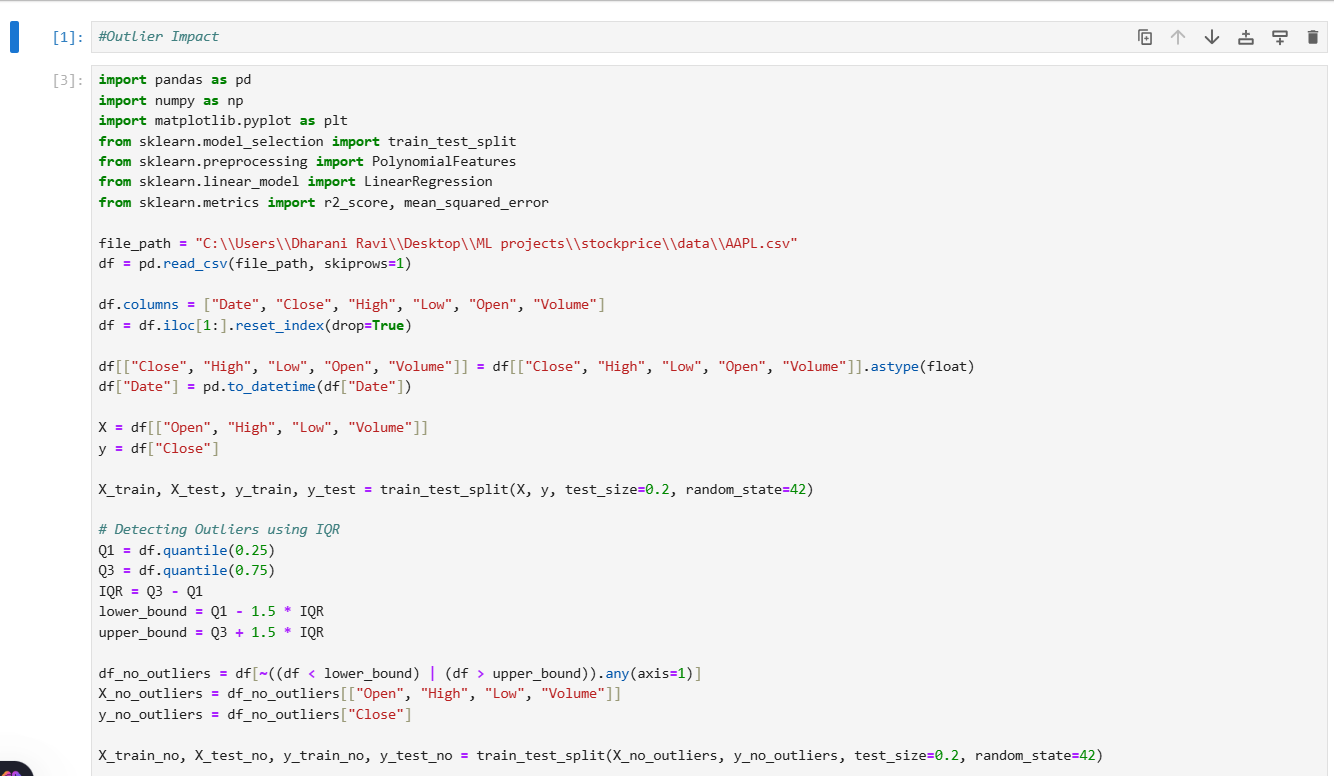 [1]: #Outlier Impact
[3]: import pandas as pd
import numpy as np
import matplotlib.pyplot as plt
from sklearn.model_selection import train_test_split
from sklearn.preprocessing import PolynomialFeatures
from sklearn.linear_model import LinearRegression
from sklearn.metrics import r2_score, mean_squared_error

file_path = "C:\\Users\\Dharani Ravi\\Desktop\\ML projects\\stockprice\\data\\AAPL.csv"
df = pd.read_csv(file_path, skiprows=1)

df.columns = ["Date", "Close", "High", "Low", "Open", "Volume"]
df = df.iloc[1:].reset_index(drop=True)

df[["Close", "High", "Low", "Open", "Volume"]] = df[["Close", "High", "Low", "Open", "Volume"]].astype(float)
df["Date"] = pd.to_datetime(df["Date"])

X = df[["Open", "High", "Low", "Volume"]]
y = df["Close"]

X_train, X_test, y_train, y_test = train_test_split(X, y, test_size=0.2, random_state=42)

# Detecting Outliers using IQR
Q1 = df.quantile(0.25)
Q3 = df.quantile(0.75)
IQR = Q3 - Q1
lower_bound = Q1 - 1.5 * IQR
upper_bound = Q3 + 1.5 * IQR

df_no_outliers = df[~((df < lower_bound) | (df > upper_bound)).any(axis=1)]
X_no_outliers = df_no_outliers[["Open", "High", "Low", "Volume"]]
y_no_outliers = df_no_outliers["Close"]

X_train_no, X_test_no, y_train_no, y_test_no = train_test_split(X_no_outliers, y_no_outliers, test_size=0.2, random_state=42)